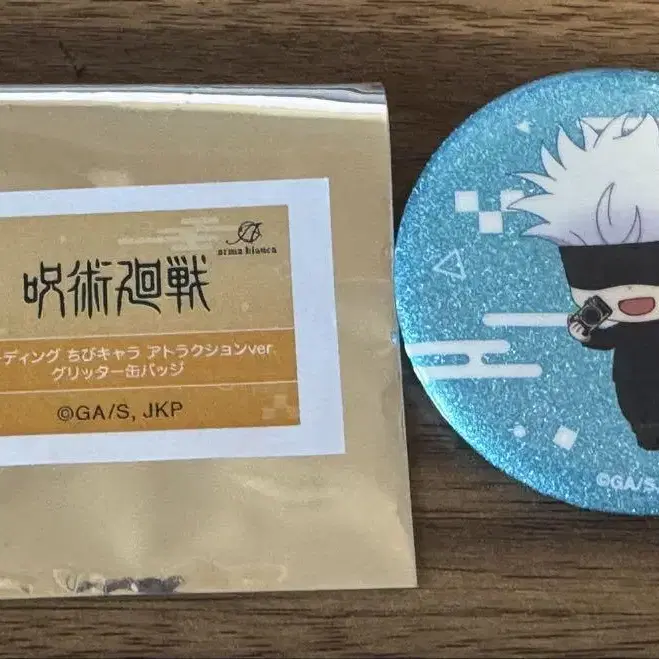 arma bianca
呪術廻戦
ーディング ちびキャラ アトラクションver
グリッター缶バッジ
©GA/S, JKP
©GA/S,